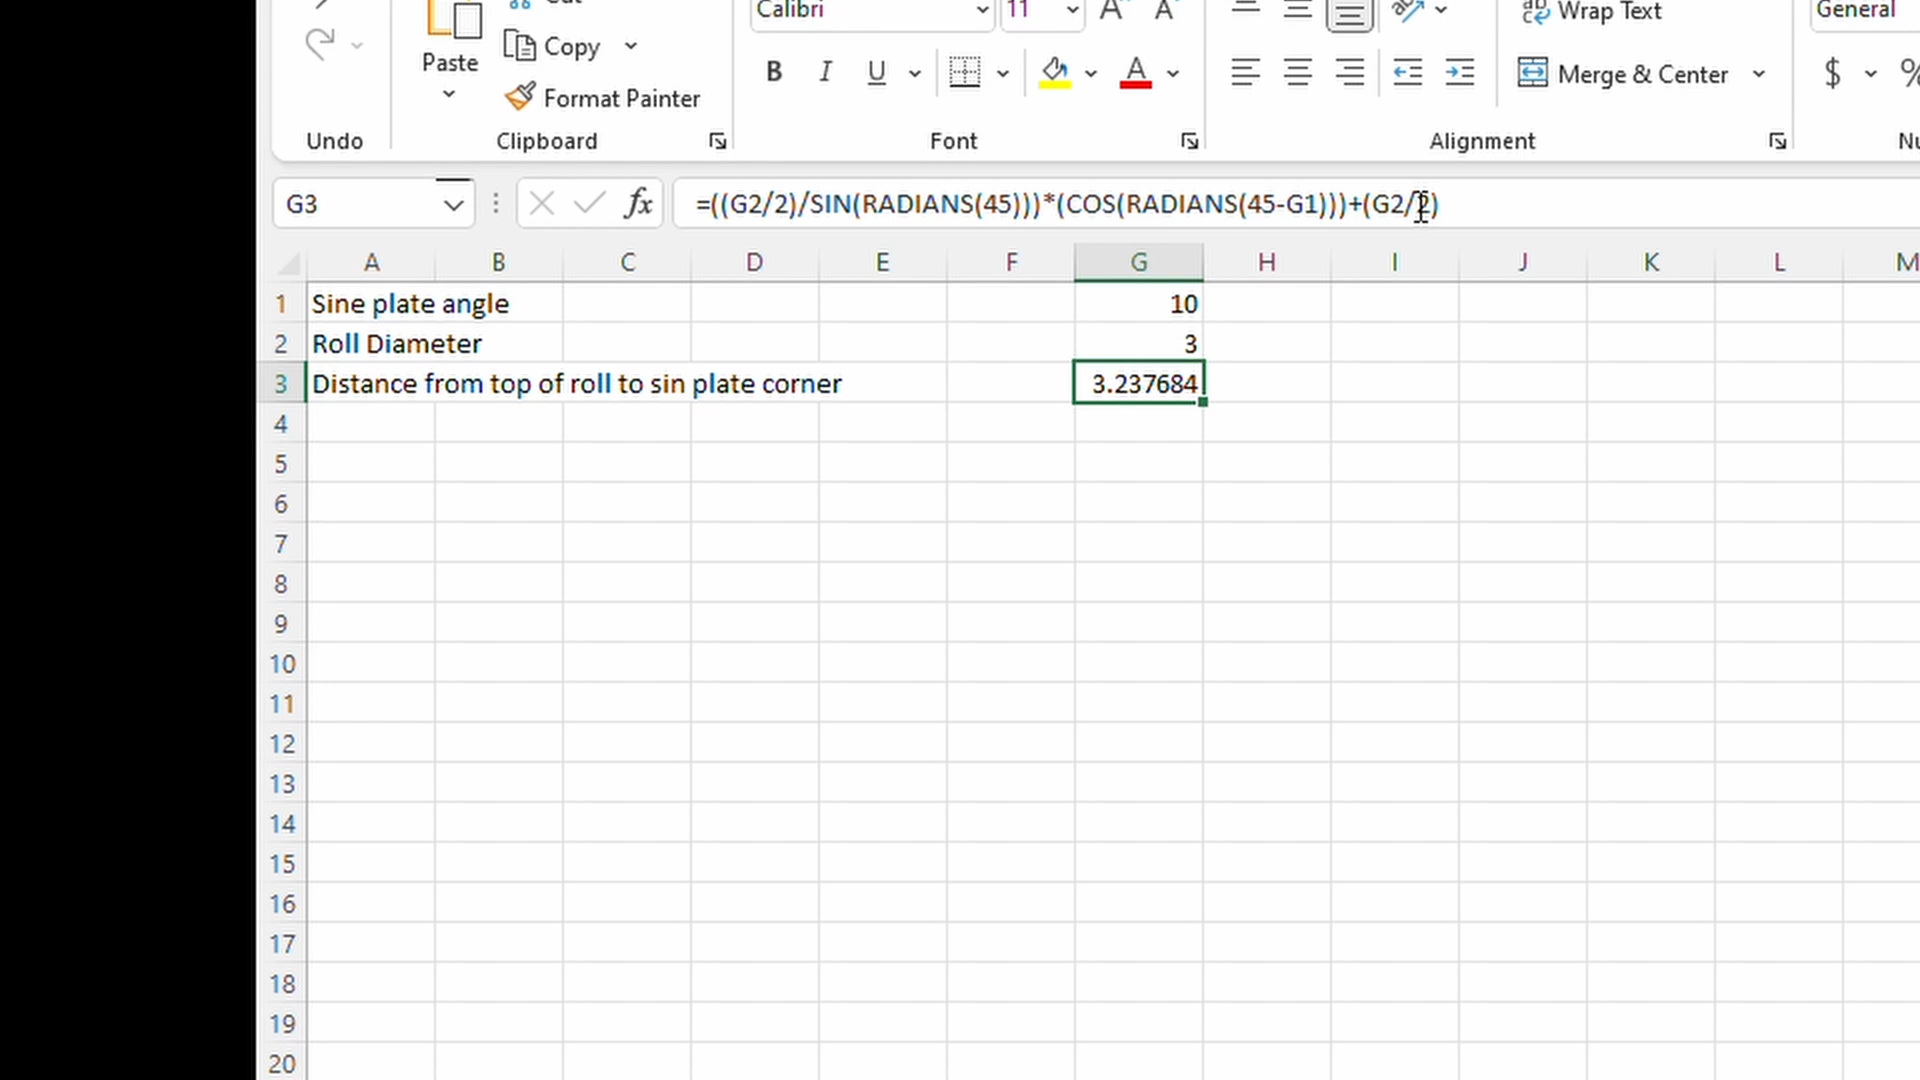 Cut
Calibri 11
Wrap Text
General
Paste
Copy
B I U
Merge & Center
$ %
Format Painter
Undo
Clipboard
Font
Alignment
G3
fx
=((G2/2)/SIN(RADIANS(45)))*(COS(RADIANS(45-G1)))+(G2/2)
A B C D E F G H I J K L M
1 Sine plate angle 10
2 Roll Diameter 3
3 Distance from top of roll to sin plate corner 3.237684
4
5
6
7
8
9
10
11
12
13
14
15
16
17
18
19
20